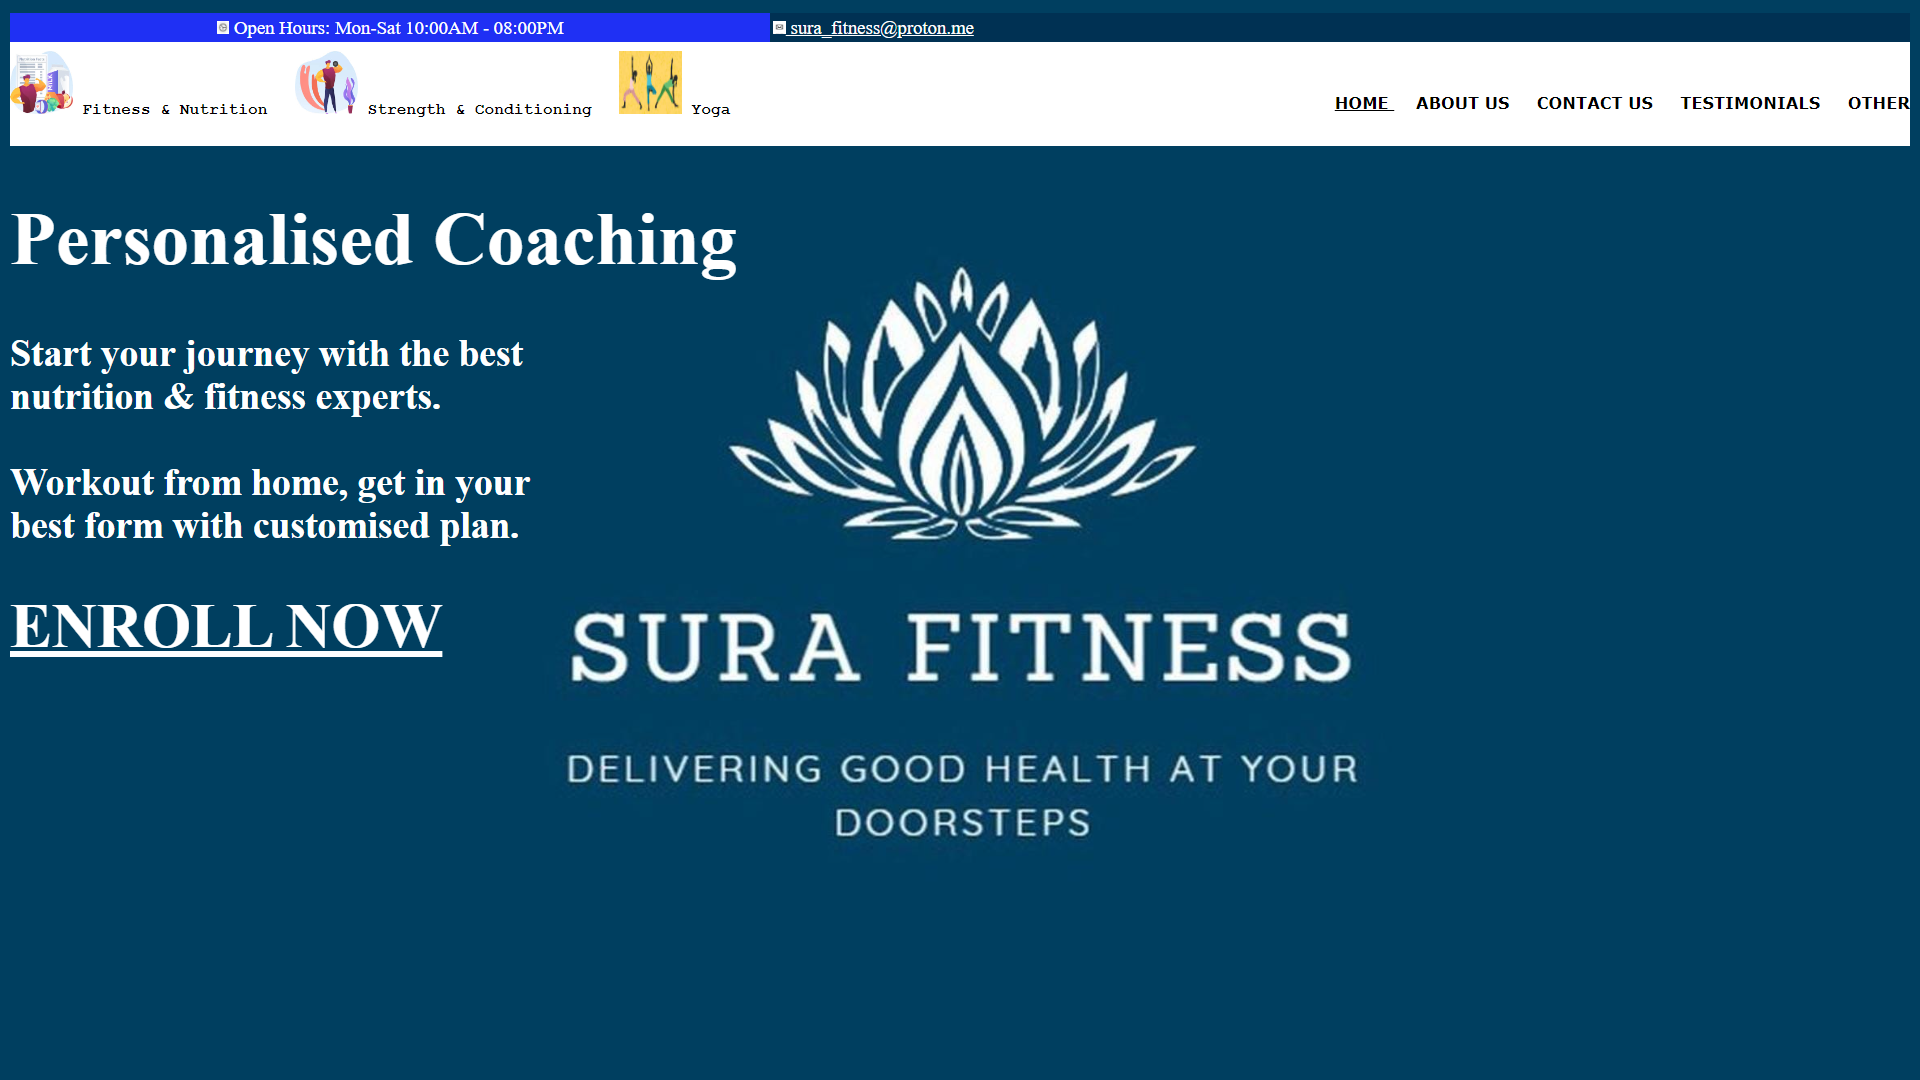 Open Hours: Mon-Sat 10:00AM - 08:00PM
sura_fitness@proton.me
Fitness & Nutrition
Strength & Conditioning
Yoga
HOME
ABOUT US
CONTACT US
TESTIMONIALS
OTHER
Personalised Coaching
Start your journey with the best
nutrition & fitness experts.
Workout from home, get in your
best form with customised plan.
ENROLL NOW
SURA FITNESS
DELIVERING GOOD HEALTH AT YOUR
DOORSTEPS